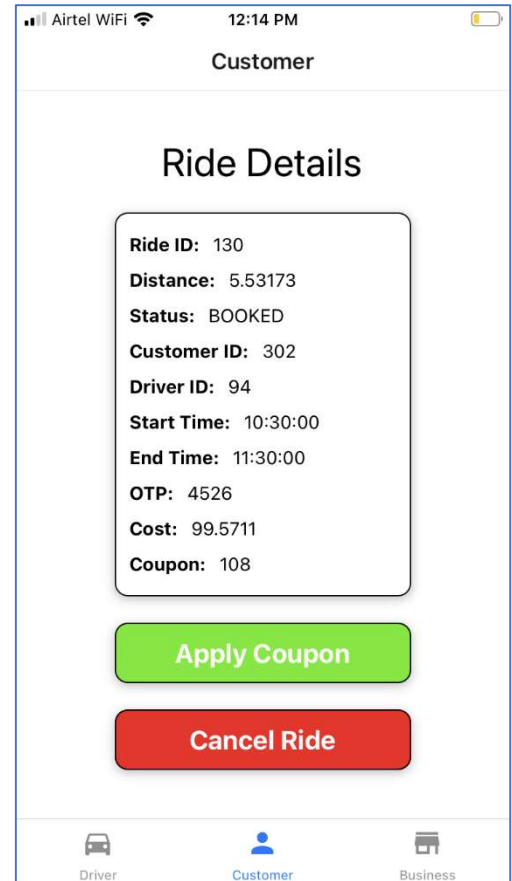 Airtel WiFi 12:14 PM
Customer
Ride Details
Ride ID: 130
Distance: 5.53173
Status: BOOKED
Customer ID: 302
Driver ID: 94
Start Time: 10:30:00
End Time: 11:30:00
OTP: 4526
Cost: 99.5711
Coupon: 108
Apply Coupon
Cancel Ride
Driver Customer Business